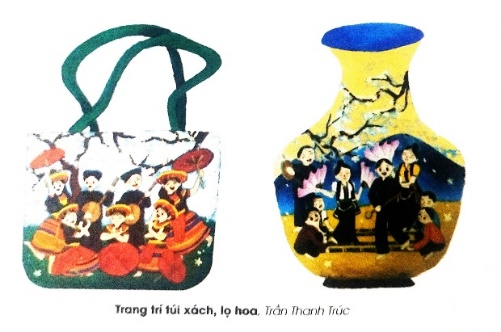 Trang trí túi xách, lọ hoa, Trần Thanh Trúc